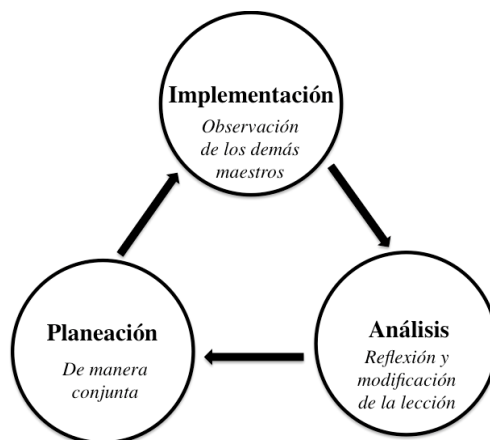 Implementación
Observación
de los demás
maestros
Planeación
De manera
conjunta
Análisis
Reflexión y
modificación
de la lección